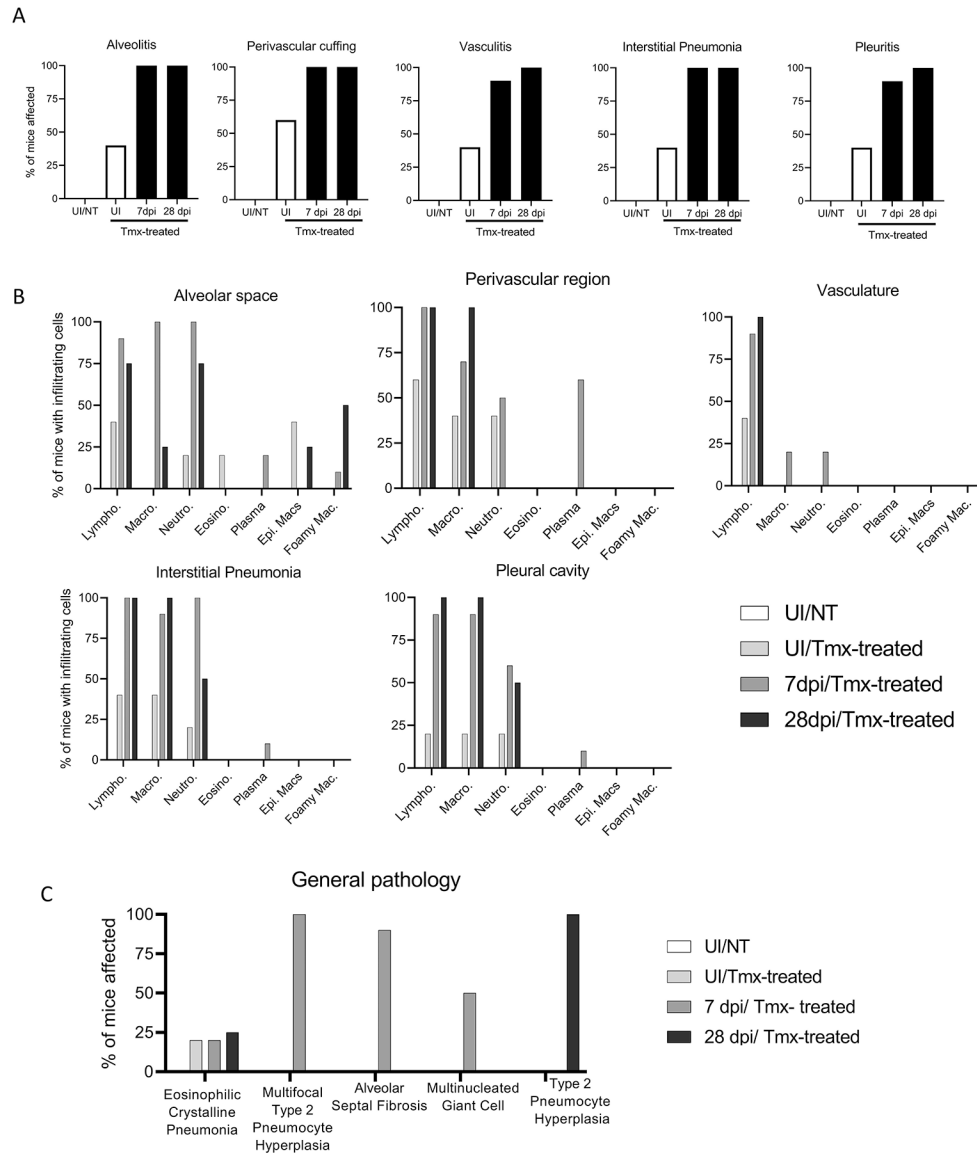 A
Alveolitis
% of mice affected
100
75
50
25
0
UI/NT UI 7dpi 28 dpi
Tmx-treated
Perivascular cuffing
100
75
50
25
0
UI/NT UI 7 dpi 28 dpi
Tmx-treated
Vasculitis
100
75
50
25
0
UI/NT UI 7 dpi 28 dpi
Tmx-treated
Interstitial Pneumonia
100
75
50
25
0
UI/NT UI 7 dpi 28 dpi
Tmx-treated
Pleuritis
100
75
50
25
0
UI/NT UI 7 dpi 28 dpi
Tmx-treated
B
Alveolar space
% of mice with infilitrating cells
100
75
50
25
0
Lympho. Macro. Neutro. Eosino. Plasma Epi. Macs Foamy Mac.
Perivascular region
100
75
50
25
0
Lympho. Macro. Neutro. Eosino. Plasma Epi. Macs Foamy Mac.
Vasculature
100
75
50
25
0
Lympho. Macro. Neutro. Eosino. Plasma Epi. Macs Foamy Mac.
Interstitial Pneumonia
% of mice with infilitrating cells
100
75
50
25
0
Lympho. Macro. Neutro. Eosino. Plasma Epi. Macs Foamy Mac.
Pleural cavity
100
75
50
25
0
Lympho. Macro. Neutro. Eosino. Plasma Epi. Macs Foamy Mac.
UI/NT
UI/Tmx-treated
7dpi/Tmx-treated
28dpi/Tmx-treated
C
General pathology
% of mice affected
100
75
50
25
0
Eosinophilic
Crystalline
Pneumonia
Multifocal
Type 2
Pneumocyte
Hyperplasia
Alveolar
Septal Fibrosis
Multinucleated
Giant Cell
Type 2
Pneumocyte
Hyperplasia
UI/NT
UI/Tmx-treated
7 dpi/ Tmx- treated
28 dpi/ Tmx-treated